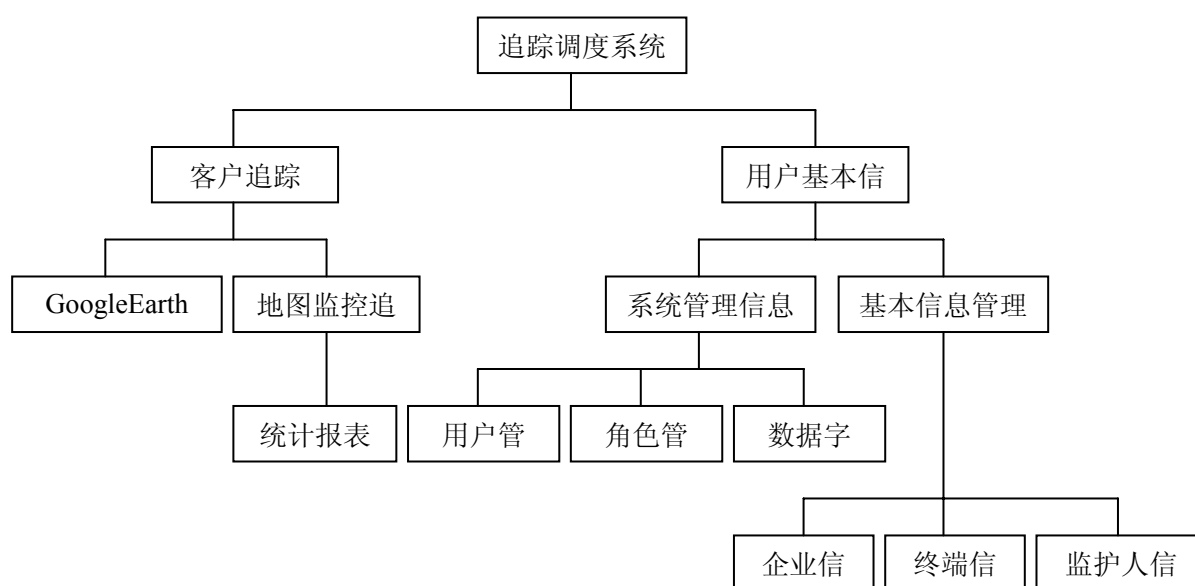 追踪调度系统
客户追踪
用户基本信
GoogleEarth
地图监控追
系统管理信息
基本信息管理
统计报表
用户管
角色管
数据字
企业信
终端信
监护人信